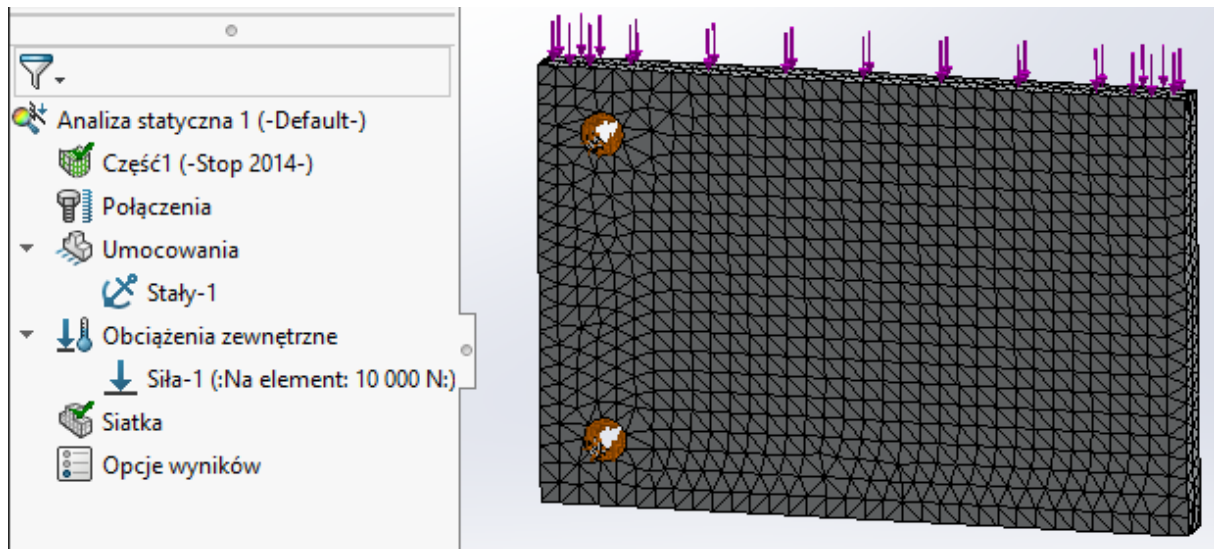 Analiza statyczna 1 (-Default-)
Część1 (-Stop 2014-)
Połączenia
Umocowania
Stały-1
Obciążenia zewnętrzne
Siła-1 (:Na element: 10 000 N:)
Siatka
Opcje wyników